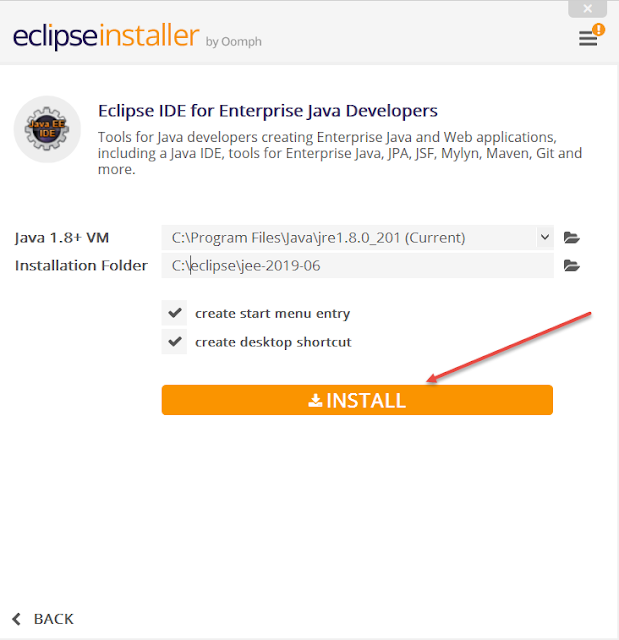 eclipseinstaller by Oomph
!
Java EE
IDE
Eclipse IDE for Enterprise Java Developers
Tools for Java developers creating Enterprise Java and Web applications,
including a Java IDE, tools for Enterprise Java, JPA, JSF, Mylyn, Maven, Git and
more.
Java 1.8+ VM C:\Program Files\Java\jre1.8.0_201 (Current)
Installation Folder C:\eclipse\jee-2019-06
create start menu entry
create desktop shortcut
INSTALL
BACK